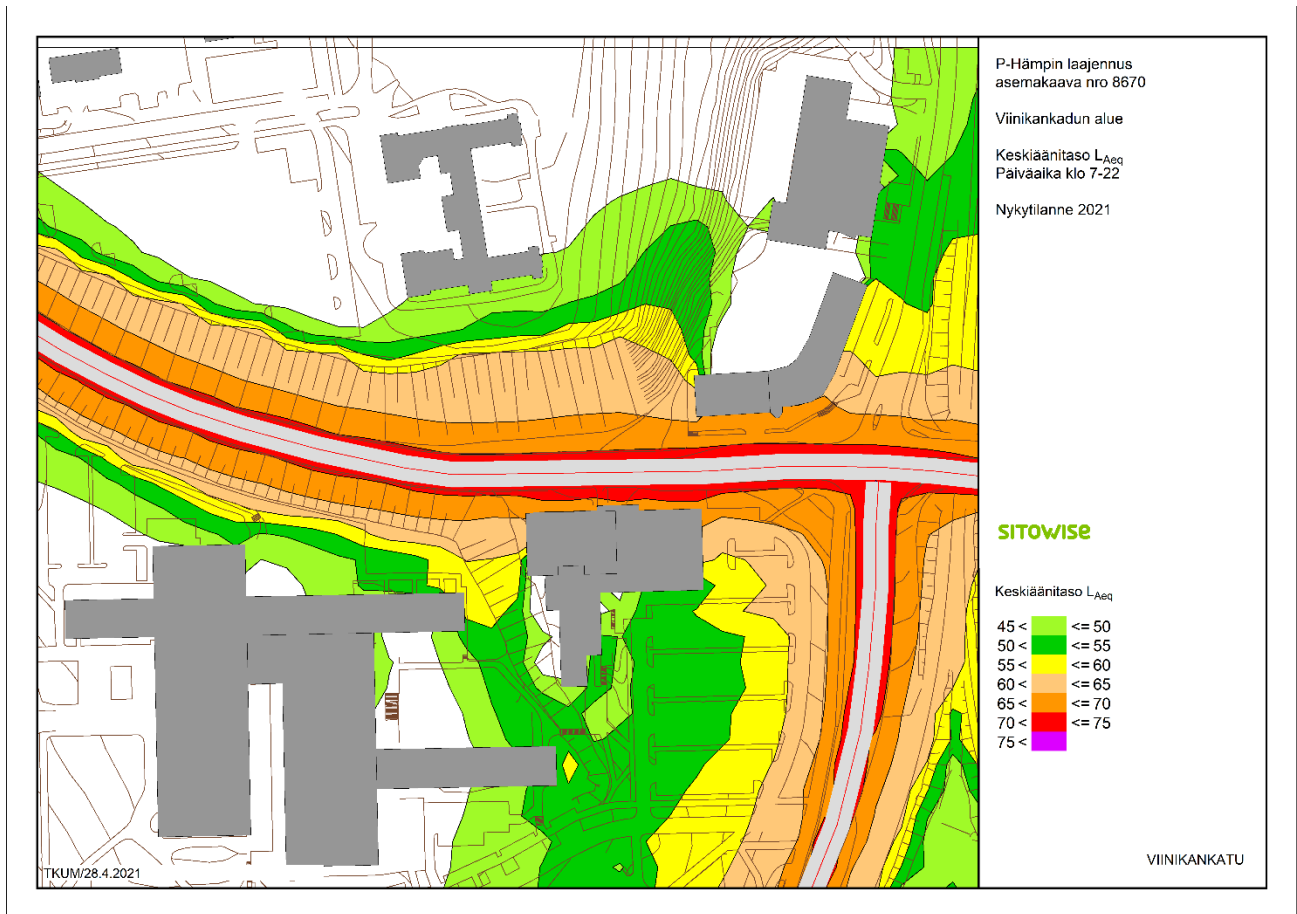 P-Hämpin laajennus
asemakaava nro 8670
Viinikankadun alue
Keskiäänitaso LAeq
Päiväaika klo 7-22
Nykytilanne 2021
sitowise
Keskiäänitaso LAeq
45 < <= 50
50 < <= 55
55 < <= 60
60 < <= 65
65 < <= 70
70 < <= 75
75 <
VIINIKANKATU
TKUM/28.4.2021